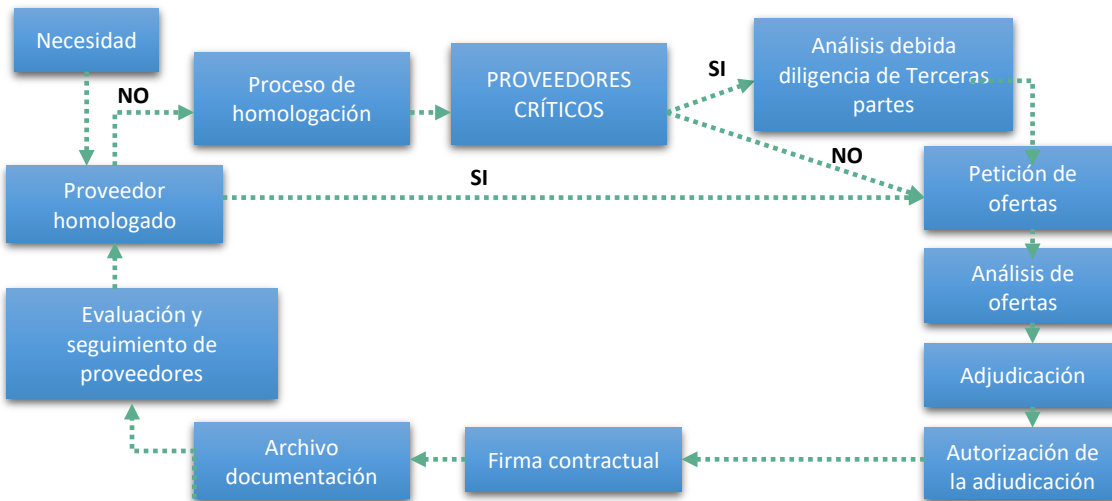 Necesidad
NO
Proceso de
homologación
PROVEEDORES
CRÍTICOS
SI
Análisis debida
diligencia de Terceras
partes
NO
Proveedor
homologado
SI
Petición de
ofertas
Análisis de
ofertas
Adjudicación
Autorización de
la adjudicación
Firma contractual
Archivo
documentación
Evaluación y
seguimiento de
proveedores